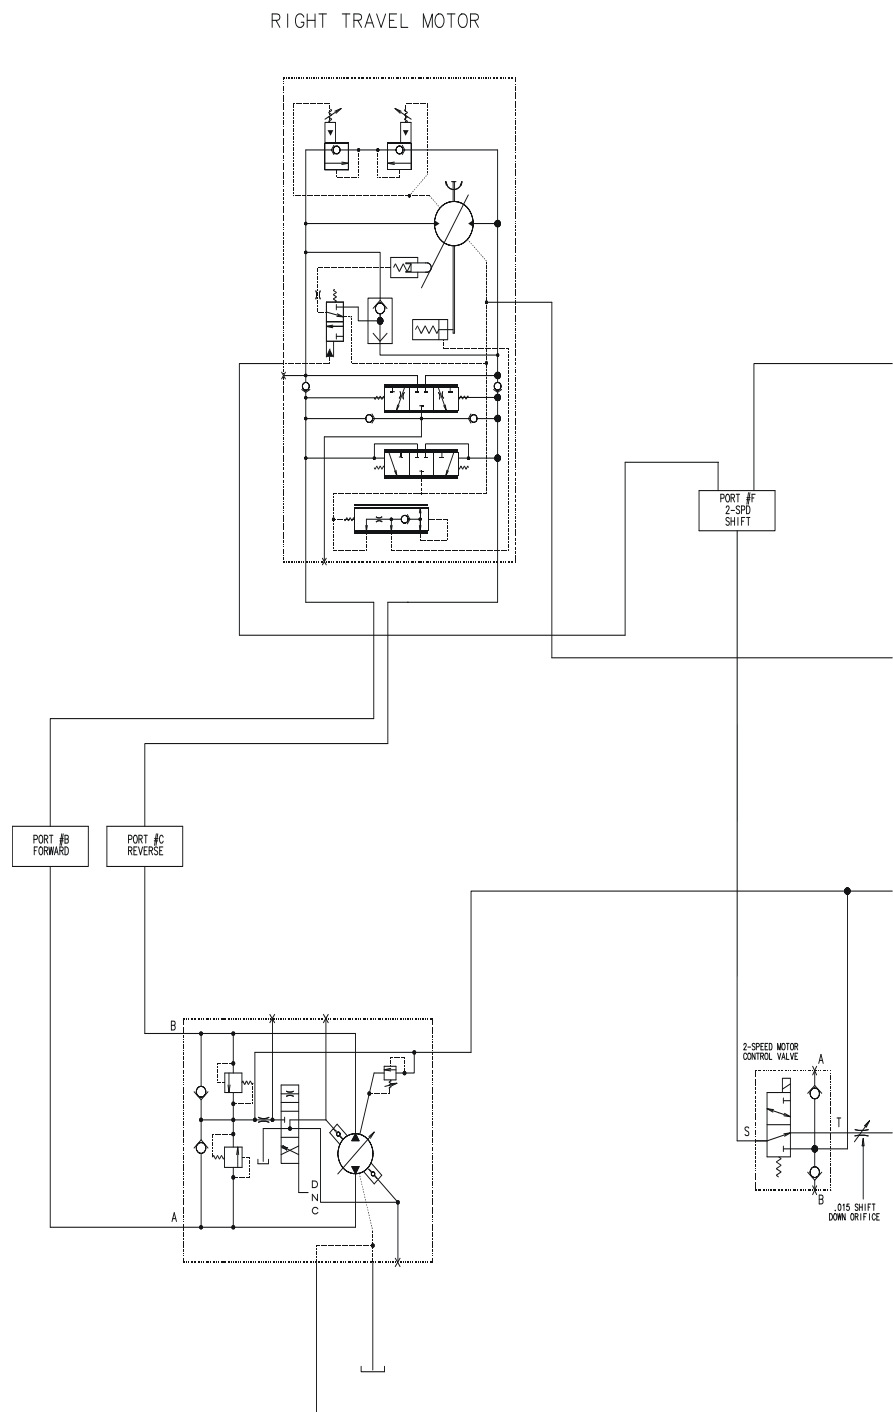 RIGHT TRAVEL MOTOR
PORT #F
2-SPD
SHIFT
PORT #B
FORWARD
PORT #C
REVERSE
B
A
D
N
C
2-SPEED MOTOR
CONTROL VALVE
A
S
T
B
.015 SHIFT
DOWN ORIFICE